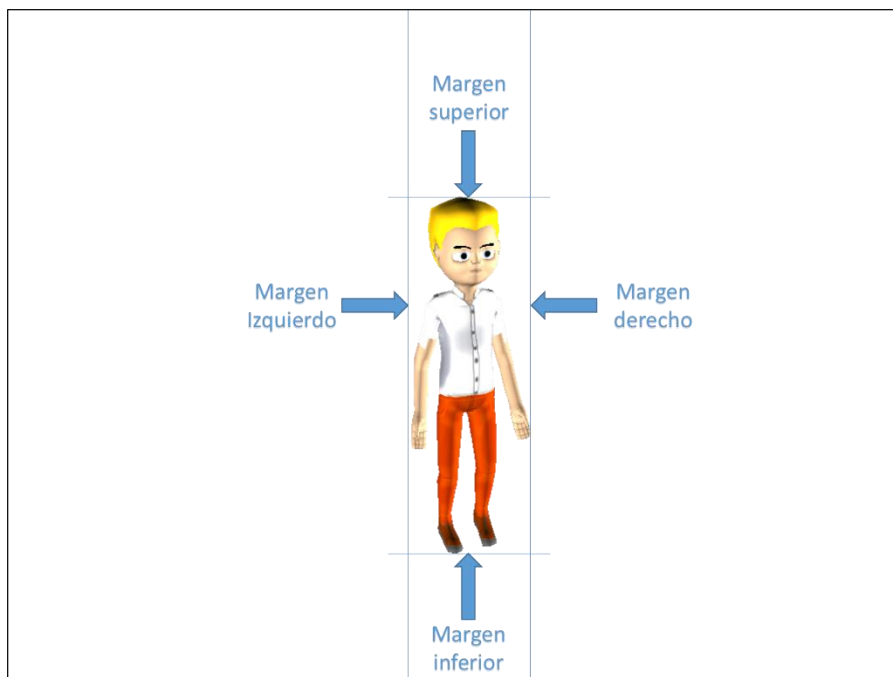 Margen
superior
Margen
Izquierdo
Margen
derecho
Margen
inferior